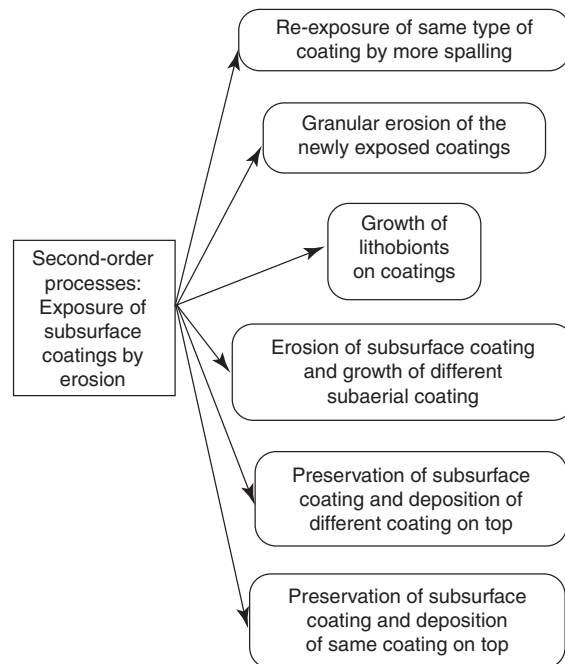 Re-exposure of same type of
coating by more spalling
Granular erosion of the
newly exposed coatings
Growth of
lithobionts
on coatings
Second-order
processes:
Exposure of
subsurface
coatings by
erosion
Erosion of subsurface coating
and growth of different
subaerial coating
Preservation of subsurface
coating and deposition of
different coating on top
Preservation of subsurface
coating and deposition
of same coating on top